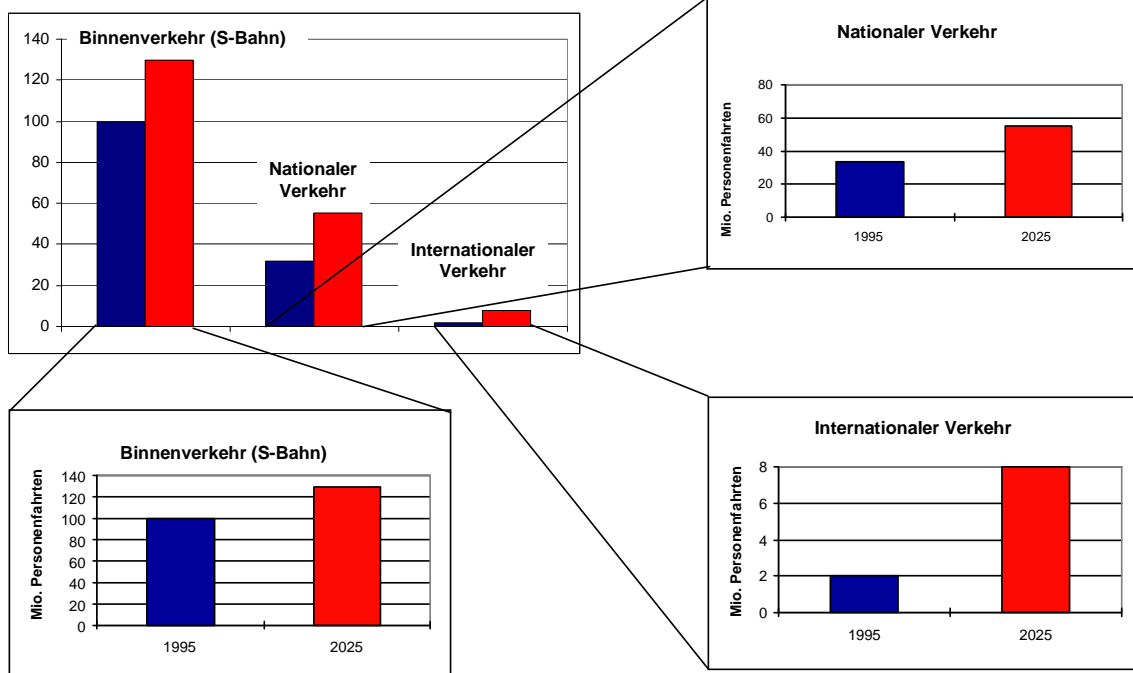 Binnenverkehr (S-Bahn)
140
120
100
80
60
40
20
0
Nationaler
Verkehr
Internationaler
Verkehr
Nationaler Verkehr
Mio. Personenfahrten
80
60
40
20
0
1995 2025
Binnenverkehr (S-Bahn)
Mio. Personenfahrten
140
120
100
80
60
40
20
0
1995 2025
Internationaler Verkehr
Mio. Personenfahrten
8
6
4
2
0
1995 2025